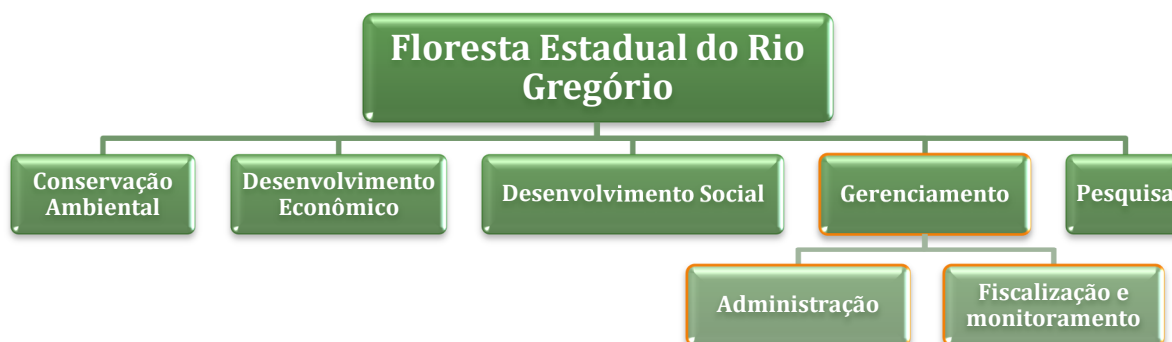 Floresta Estadual do Rio
Gregório
Conservação
Ambiental
Desenvolvimento
Econômico
Desenvolvimento Social
Gerenciamento
Pesquisa
Administração
Fiscalização e
monitoramento